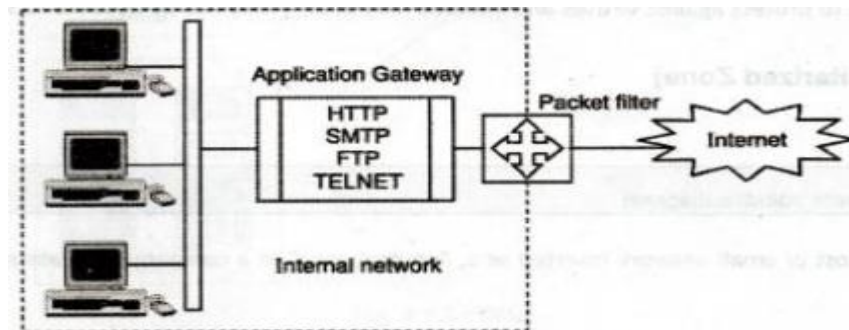 Application Gateway
HTTP
SMTP
FTP
TELNET
Packet filter
Internet
Internal network